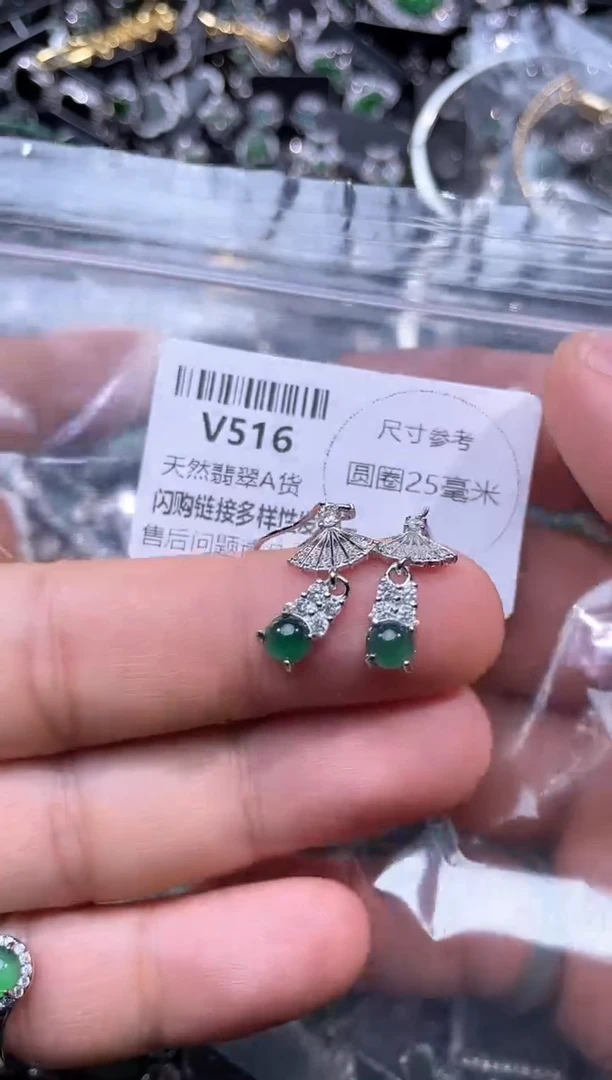 V516
天然翡翠A货
闪购链接多样性
售后问题
尺寸参考
圆圈25毫米